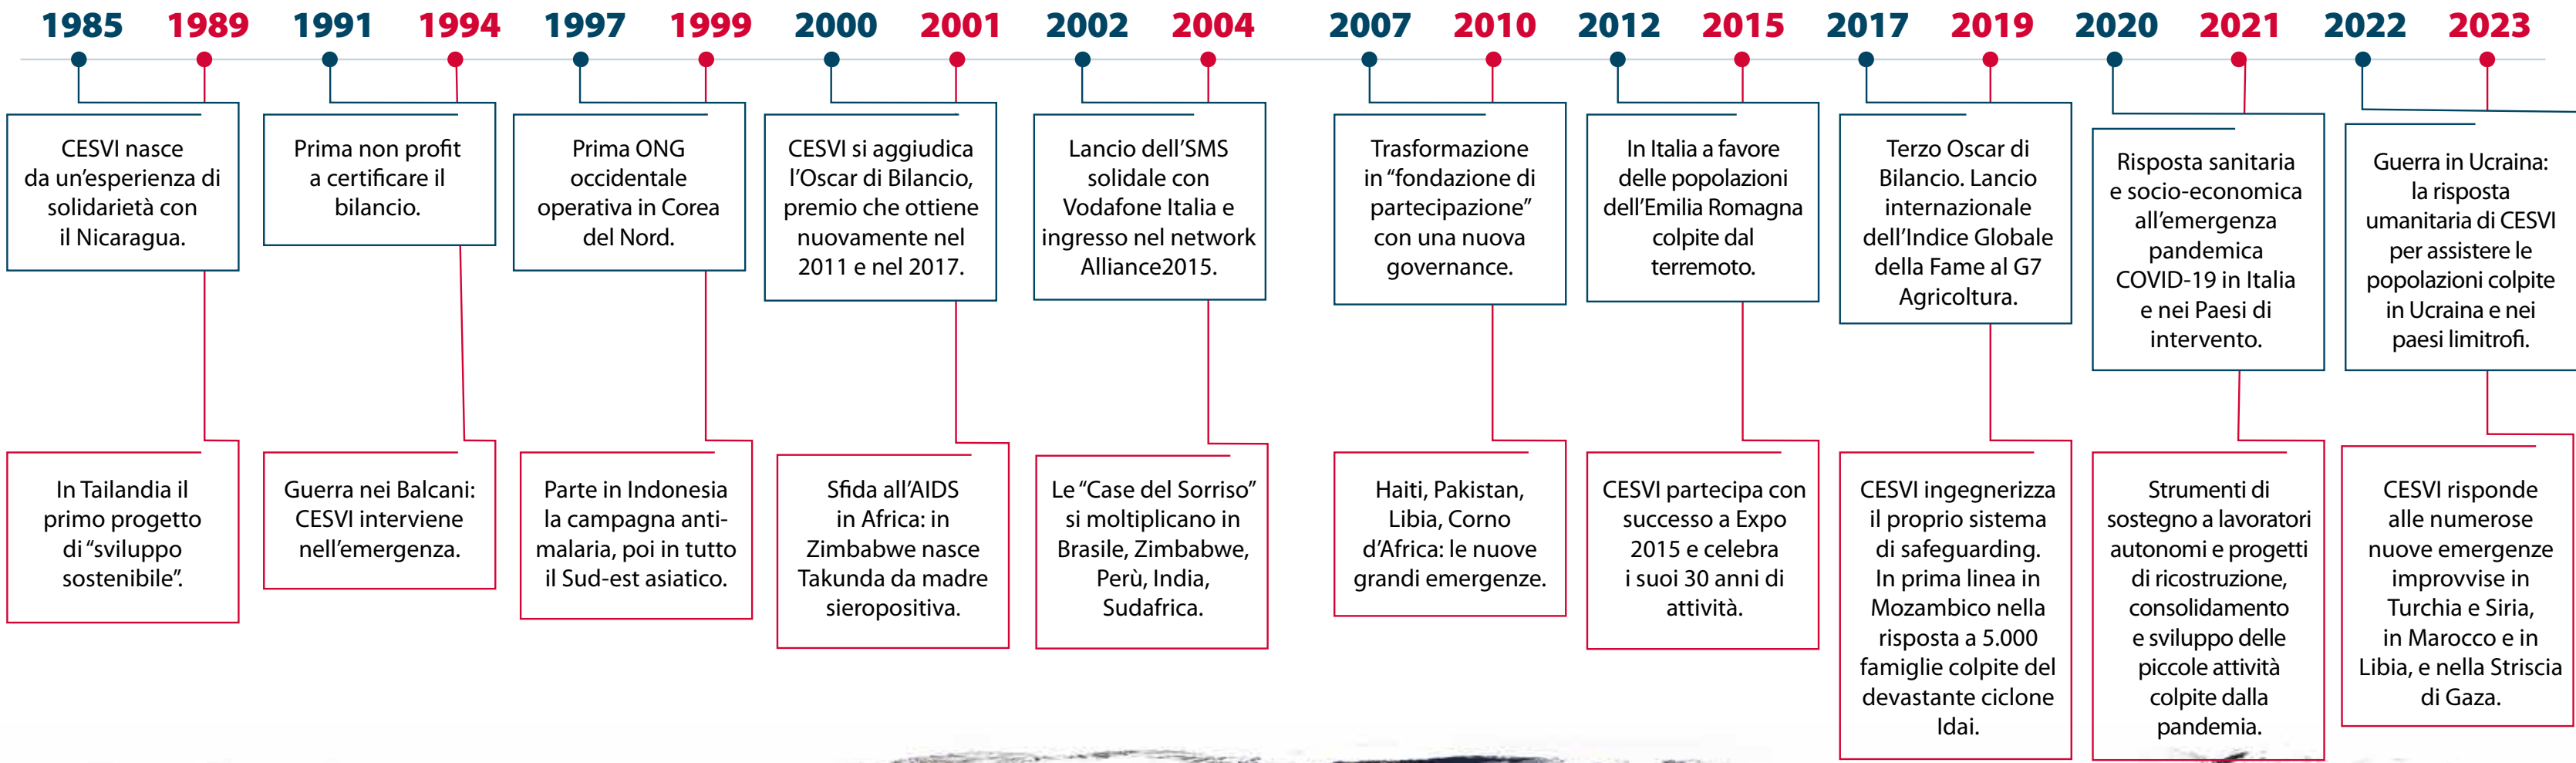 1985 1989 1991 1994 1997 1999 2000 2001 2002 2004 2007 2010 2012 2015 2017 2019 2020 2021 2022 2023
CESVI nasce
da un’esperienza di
solidarietà con
il Nicaragua.
Prima non profit
a certificare il
bilancio.
Prima ONG
occidentale
operativa in Corea
del Nord.
CESVI si aggiudica
l’Oscar di Bilancio,
premio che ottiene
nuovamente nel
2011 e nel 2017.
Lancio dell’SMS
solidale con
Vodafone Italia e
ingresso nel network
Alliance2015.
Trasformazione
in “fondazione di
partecipazione”
con una nuova
governance.
In Italia a favore
delle popolazioni
dell’Emilia Romagna
colpite dal
terremoto.
Terzo Oscar di
Bilancio. Lancio
internazionale
dell’Indice Globale
della Fame al G7
Agricoltura.
Risposta sanitaria
e socio-economica
all’emergenza
pandemica
COVID-19 in Italia
e nei Paesi di
intervento.
Guerra in Ucraina:
la risposta
umanitaria di CESVI
per assistere le
popolazioni colpite
in Ucraina e nei
paesi limitrofi.
In Tailandia il
primo progetto
di “sviluppo
sostenibile”.
Guerra nei Balcani:
CESVI interviene
nell’emergenza.
Parte in Indonesia
la campagna anti-
malaria, poi in tutto
il Sud-est asiatico.
Sfida all’AIDS
in Africa: in
Zimbabwe nasce
Takunda da madre
sieropositiva.
Le “Case del Sorriso”
si moltiplicano in
Brasile, Zimbabwe,
Perù, India,
Sudafrica.
Haiti, Pakistan,
Libia, Corno
d’Africa: le nuove
grandi emergenze.
CESVI partecipa con
successo a Expo
2015 e celebra
i suoi 30 anni di
attività.
CESVI ingegnerizza
il proprio sistema
di safeguarding.
In prima linea in
Mozambico nella
risposta a 5.000
famiglie colpite del
devastante ciclone
Idai.
Strumenti di
sostegno a lavoratori
autonomi e progetti
di ricostruzione,
consolidamento
e sviluppo delle
piccole attività
colpite dalla
pandemia.
CESVI risponde
alle numerose
nuove emergenze
improvvise in
Turchia e Siria,
in Marocco e in
Libia, e nella Striscia
di Gaza.